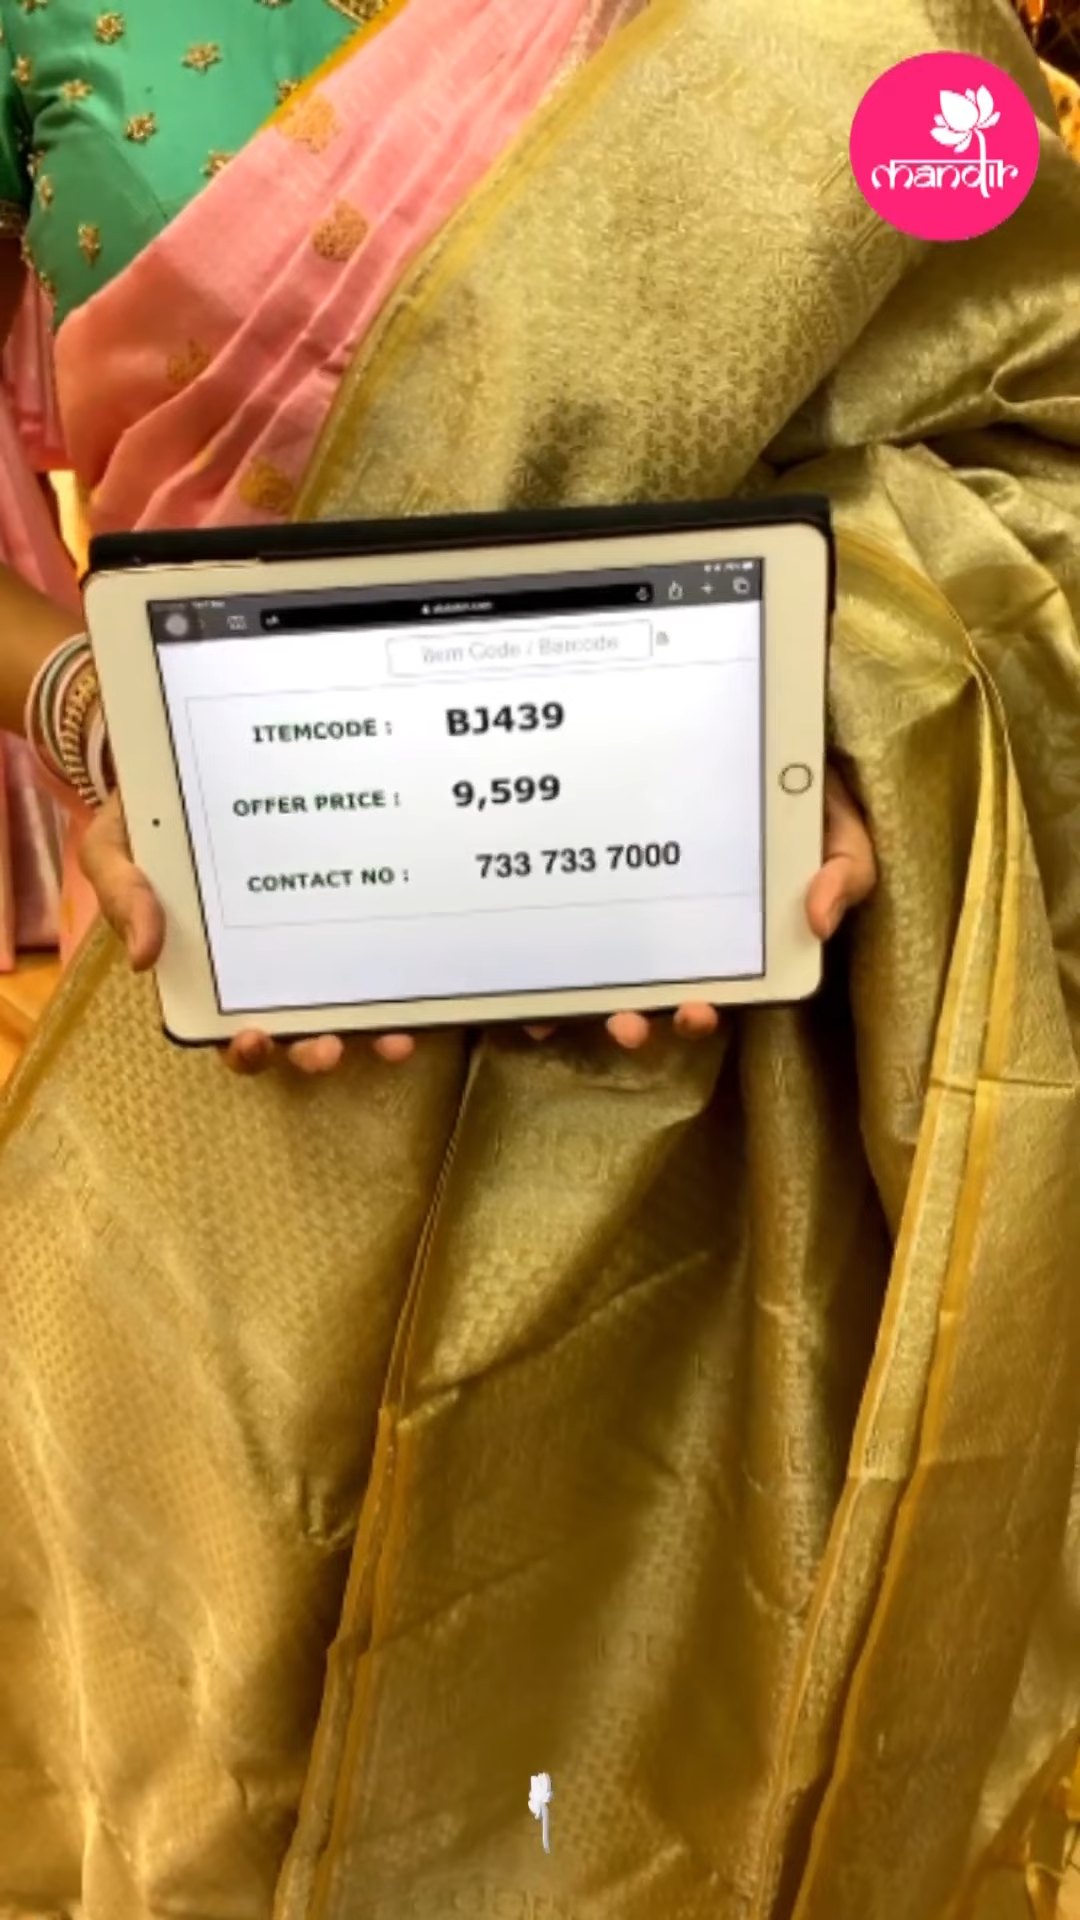 mandir
Item Code / Barcode
ITEMCODE : BJ439
OFFER PRICE : 9,599
CONTACT NO : 733 733 7000